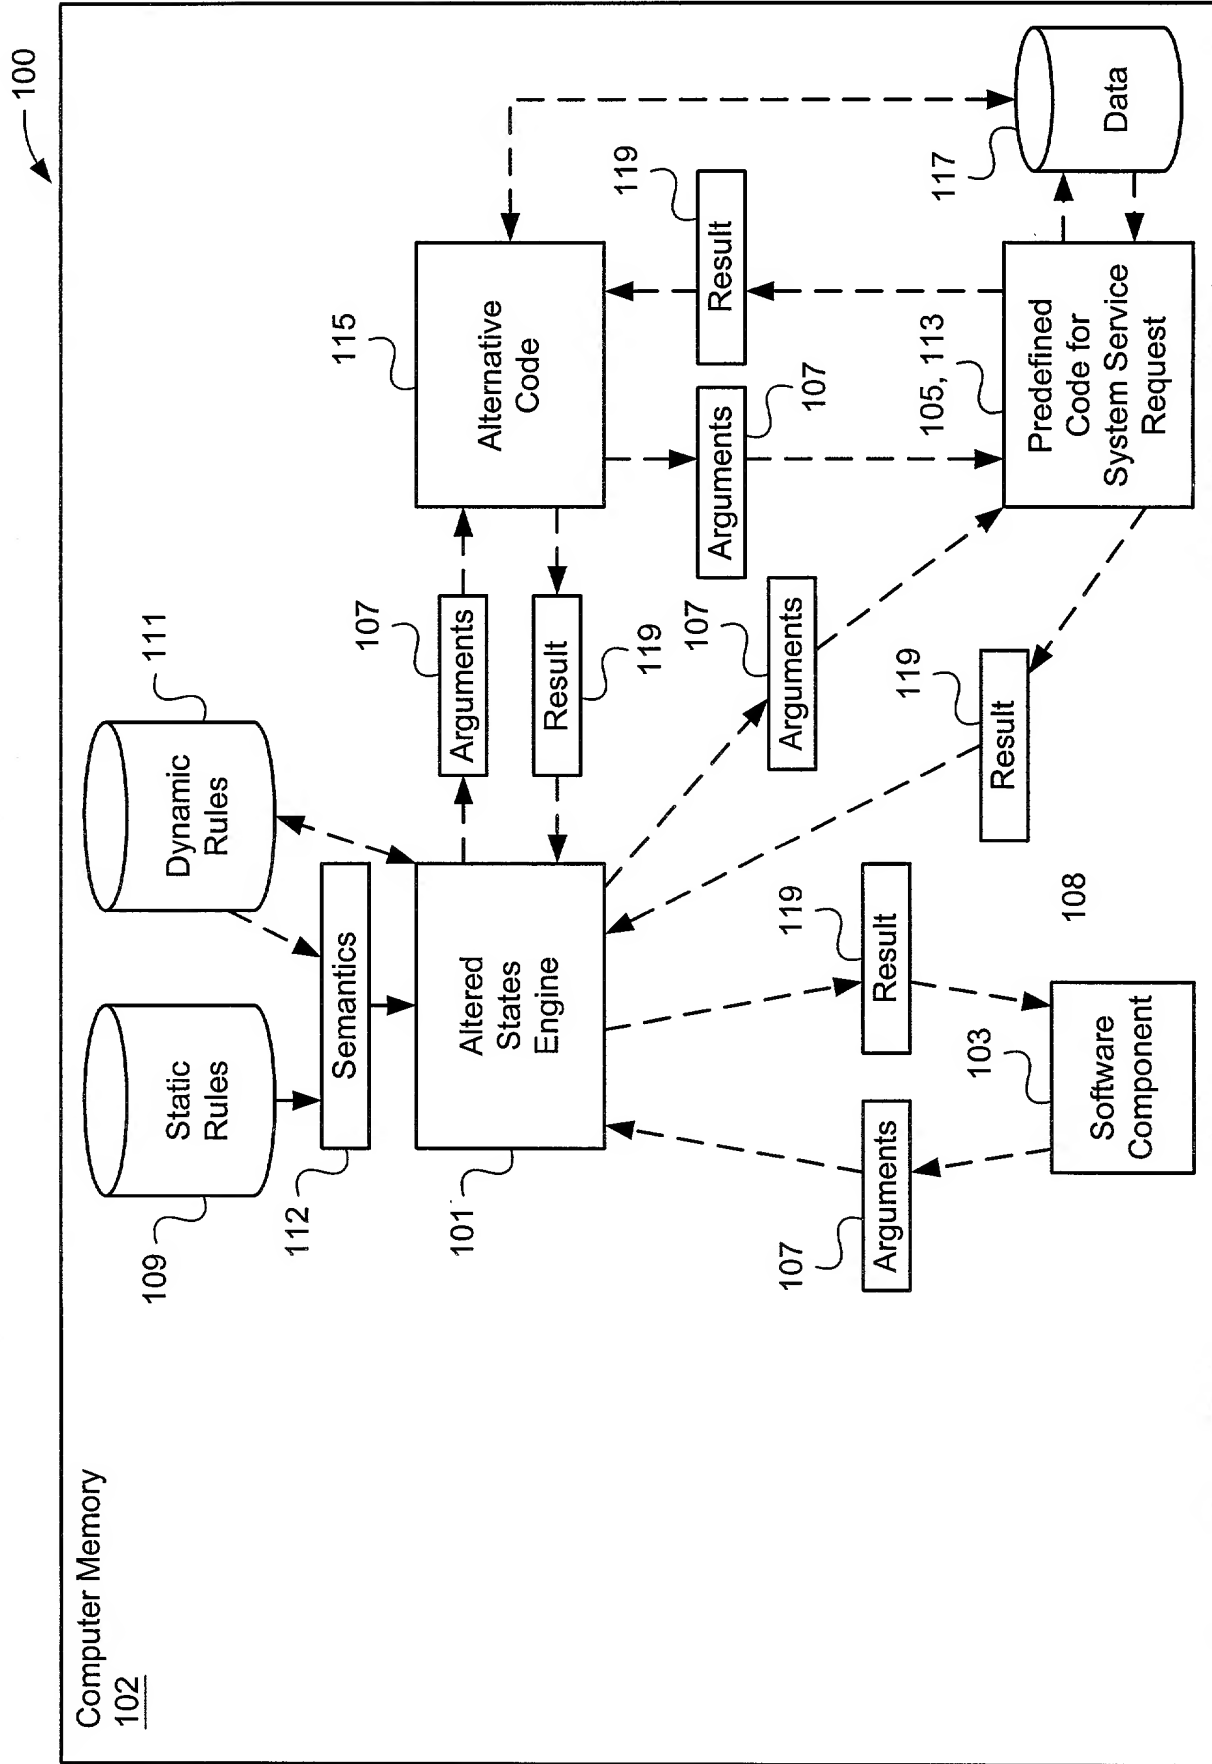 100
Computer Memory
102
109
Static
Rules
Dynamic
Rules
111
112
Semantics
101
Altered
States
Engine
107
Arguments
Result
119
115
Alternative
Code
119
Result
Arguments
107
107
Arguments
119
Result
107
Arguments
119
Result
108
103
Software
Component
105, 113
Predefined
Code for
System Service
Request
117
Data